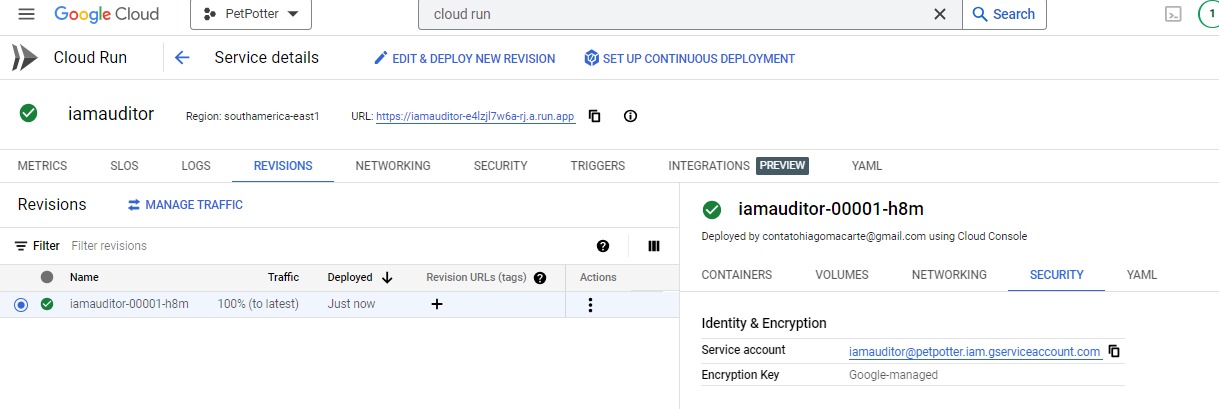 Google Cloud PetPotter cloud run Search 1
Cloud Run Service details EDIT & DEPLOY NEW REVISION SET UP CONTINUOUS DEPLOYMENT
iamauditor Region: southamerica-east1 URL: https://iamauditor-e4lzjl7w6a-rj.a.run.app
METRICS SLOS LOGS REVISIONS NETWORKING SECURITY TRIGGERS INTEGRATIONS PREVIEW YAML
Revisions MANAGE TRAFFIC
Filter Filter revisions
Name Traffic Deployed Revision URLs (tags) Actions
iamauditor-00001-h8m 100% (to latest) Just now
iamauditor-00001-h8m
Deployed by contatohiagomacarte@gmail.com using Cloud Console
CONTAINERS VOLUMES NETWORKING SECURITY YAML
Identity & Encryption
Service account iamauditor@petpotter.iam.gserviceaccount.com
Encryption Key Google-managed